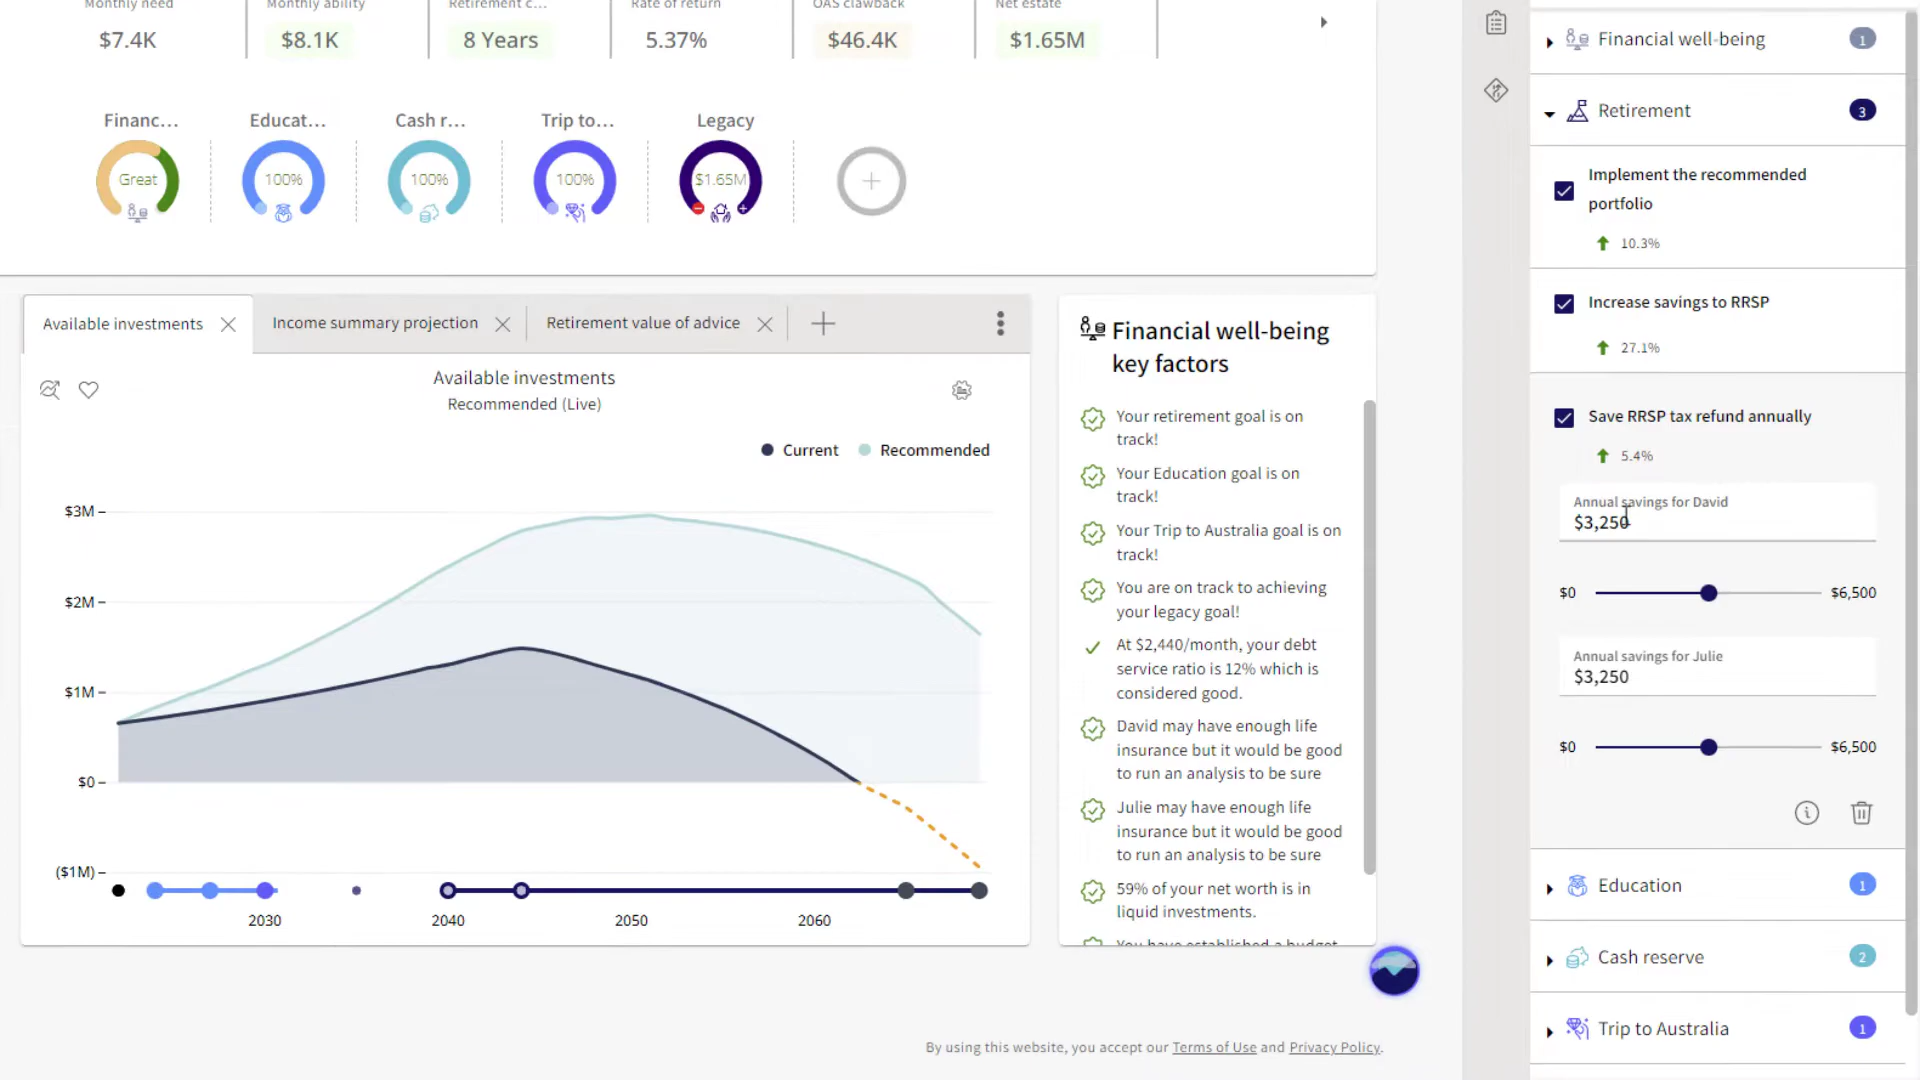 Monthly need
Monthly ability
Retirement c...
Rate of return
OAS clawback
Net estate
$7.4K
$8.1K
8 Years
5.37%
$46.4K
$1.65M
Financ...
Educat...
Cash r...
Trip to...
Legacy
Great
100%
100%
100%
$1.65M
Available investments
Income summary projection
Retirement value of advice
Available investments
Recommended (Live)
Current
Recommended
$3M
$2M
$1M
$0
($1M)
2030
2040
2050
2060
Financial well-being
key factors
Your retirement goal is on
track!
Your Education goal is on
track!
Your Trip to Australia goal is on
track!
You are on track to achieving
your legacy goal!
At $2,440/month, your debt
service ratio is 12% which is
considered good.
David may have enough life
insurance but it would be good
to run an analysis to be sure
Julie may have enough life
insurance but it would be good
to run an analysis to be sure
59% of your net worth is in
liquid investments.
You have established a budget
By using this website, you accept our Terms of Use and Privacy Policy.
Financial well-being
1
Retirement
3
Implement the recommended
portfolio
10.3%
Increase savings to RRSP
27.1%
Save RRSP tax refund annually
5.4%
Annual savings for David
$3,250
$0
$6,500
Annual savings for Julie
$3,250
$0
$6,500
Education
1
Cash reserve
2
Trip to Australia
1